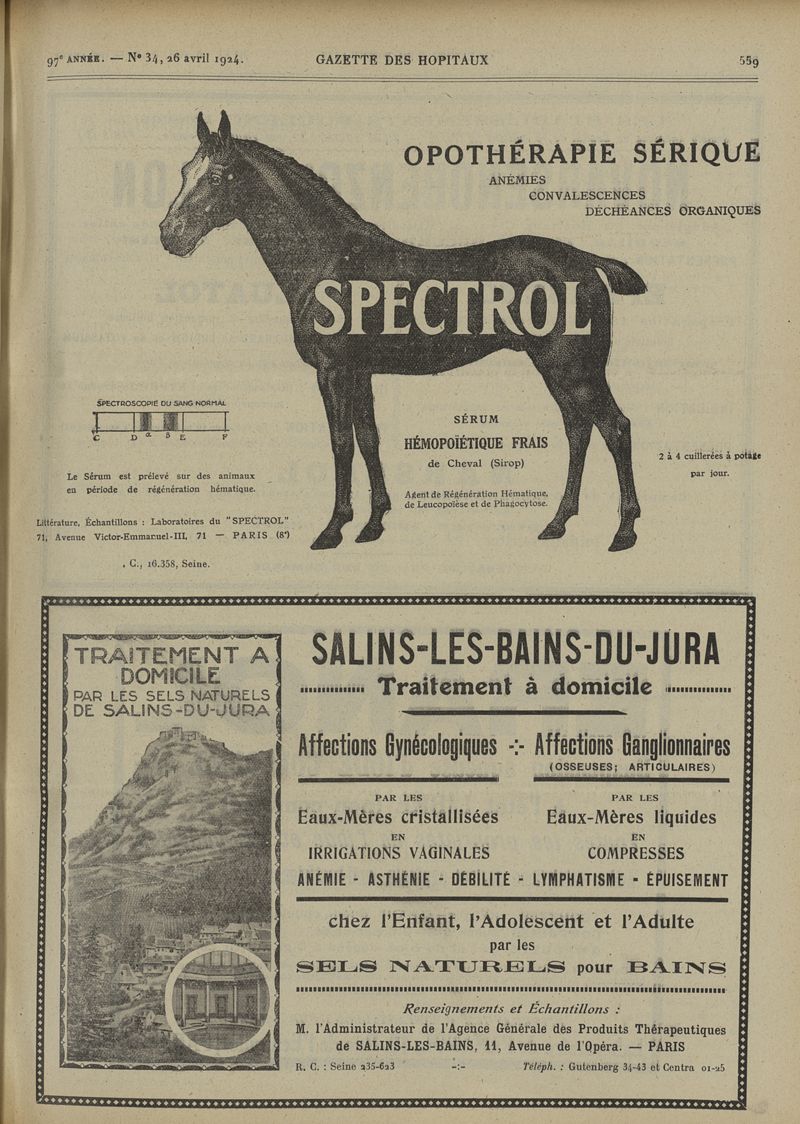 97e ANNÉE. — No 34, 26 avril 1924.
GAZETTE DES HOPITAUX
559
OPOTHÉRAPIE SÉRIQUE
ANÉMIES
CONVALESCENCES
DÉCHÉANCES ORGANIQUES
SPECTROL
SPECTROSCOPIE DU SANG NORMAL
C D α β E F
Le Sérum est prélevé sur des animaux
en période de régénération hématique.
Littérature, Échantillons : Laboratoires du "SPECTROL"
71, Avenue Victor-Emmanuel-III, 71 — PARIS (8e)
. C., 16.358, Seine.
SÉRUM
HÉMOPOÏÉTIQUE FRAIS
de Cheval (Sirop)
Agent de Régénération Hématique,
de Leucopoïèse et de Phagocytose.
2 à 4 cuillerées à potage
par jour.
TRAITEMENT A
DOMICILE
PAR LES SELS NATURELS
DE SALINS-DU-JURA
SALINS-LES-BAINS-DU-JURA
Traitement à domicile
Affections Gynécologiques -:- Affections Ganglionnaires
(OSSEUSES; ARTICULAIRES)
PAR LES
Eaux-Mères cristallisées
EN
IRRIGATIONS VAGINALES
PAR LES
Eaux-Mères liquides
EN
COMPRESSES
ANÉMIE - ASTHÉNIE - DÉBILITÉ - LYMPHATISME - ÉPUISEMENT
chez l'Enfant, l'Adolescent et l'Adulte
par les
SELS NATURELS pour BAINS
Renseignements et Échantillons :
M. l'Administrateur de l'Agence Générale des Produits Thérapeutiques
de SALINS-LES-BAINS, 11, Avenue de l'Opéra. — PARIS
R. C. : Seine 235-623 -:- Téléph. : Gutenberg 34-43 et Centra 01-25